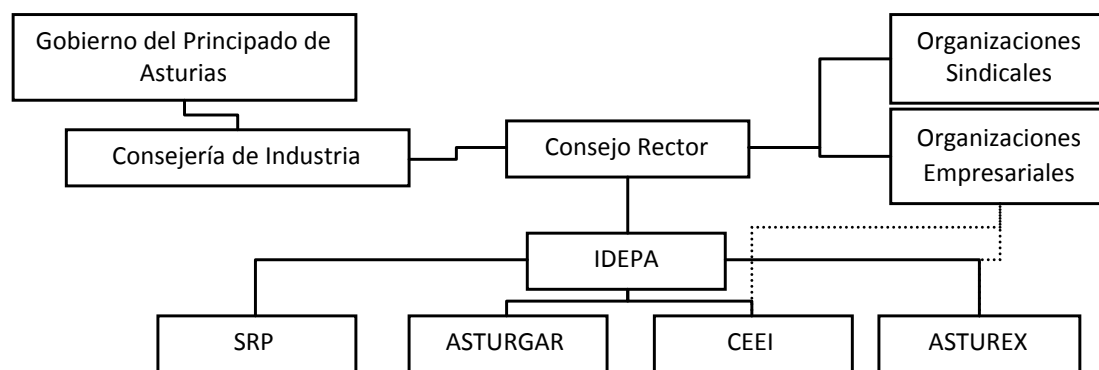 Gobierno del Principado de
Asturias
Organizaciones
Sindicales
Consejería de Industria
Consejo Rector
Organizaciones
Empresariales
IDEPA
SRP
ASTURGAR
CEEI
ASTUREX